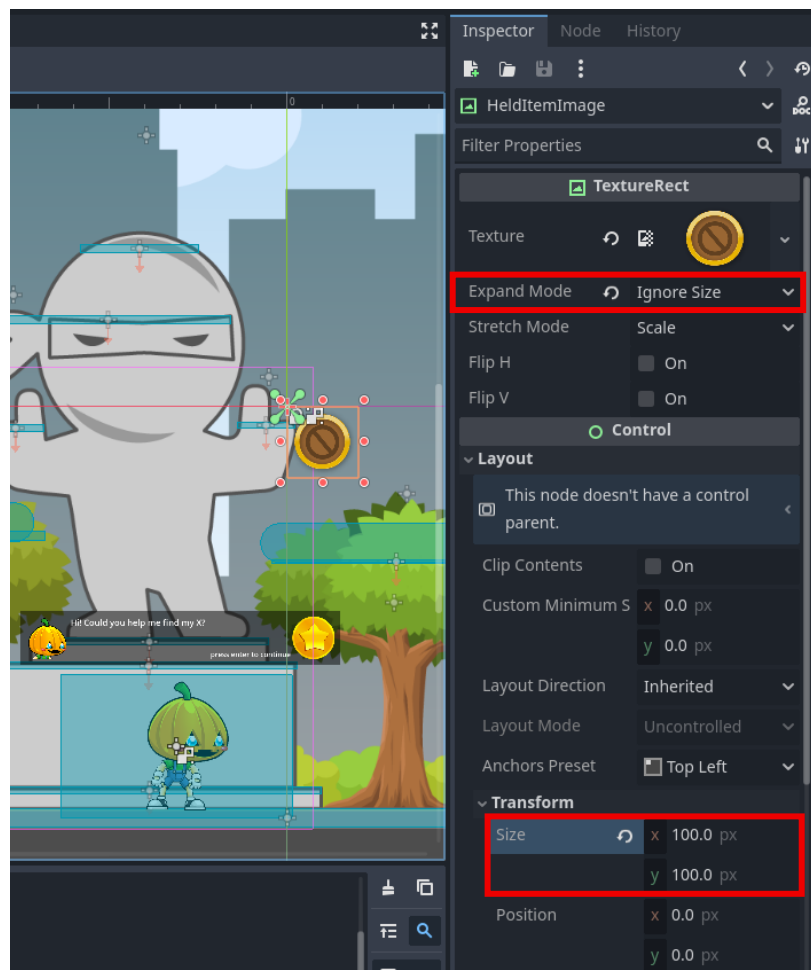 Inspector Node History
0
HeldItemImage
DOC
Filter Properties
TextureRect
Texture
Expand Mode Ignore Size
Stretch Mode Scale
Flip H On
Flip V On
Control
Layout
This node doesn't have a control
parent.
Clip Contents On
Custom Minimum S x 0.0 px
y 0.0 px
Layout Direction Inherited
Layout Mode Uncontrolled
Anchors Preset Top Left
Transform
Size x 100.0 px
y 100.0 px
Position x 0.0 px
y 0.0 px
Hi! Could you help me find my X?
press enter to continue